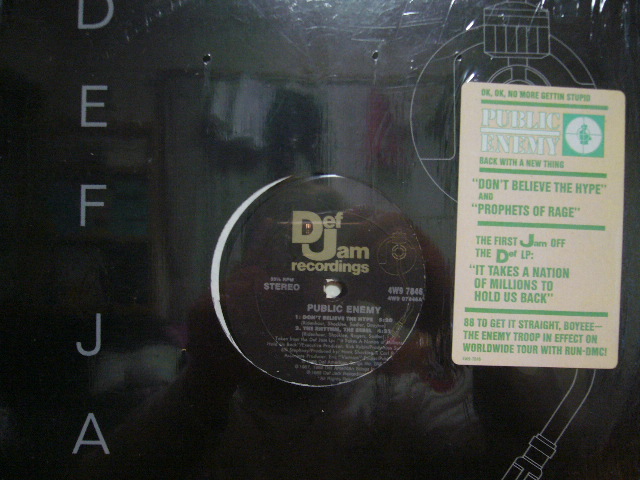 D
E
F
J
A
OK, OK, NO MORE GETTIN STUPID
PUBLIC
ENEMY
BACK WITH A NEW THING
"DON'T BELIEVE THE HYPE"
AND
"PROPHETS OF RAGE"
THE FIRST Jam OFF
THE Def LP:
"IT TAKES A NATION
OF MILLIONS TO
HOLD US BACK"
88 TO GET IT STRAIGHT, BOYEEE—
THE ENEMY TROOP IN EFFECT ON
WORLDWIDE TOUR WITH RUN-DMC!
Def
Jam
recordings
33⅓ RPM
STEREO
4W9 7846
PUBLIC ENEMY
1. DON'T BELIEVE THE HYPE
2. THE RHYTHM, THE REBEL